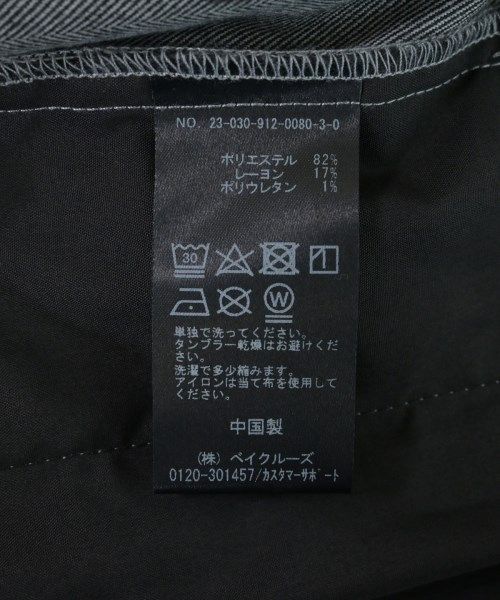 NO. 23-030-912-0080-3-0
ポリエステル 82%
レーヨン 17%
ポリウレタン 1%
30
W
単独で洗ってください。
タンブラー乾燥はお避けください。
洗濯で多少縮みます。
アイロンは当て布を使用して
ください。
中国製
(株) ベイクルーズ
0120-301457/カスタマーサポート